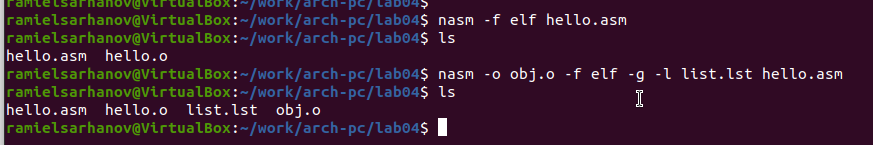 ramielsarhanov@VirtualBox:~/work/arch-pc/lab04$
ramielsarhanov@VirtualBox:~/work/arch-pc/lab04$ nasm -f elf hello.asm
ramielsarhanov@VirtualBox:~/work/arch-pc/lab04$ ls
hello.asm  hello.o
ramielsarhanov@VirtualBox:~/work/arch-pc/lab04$ nasm -o obj.o -f elf -g -l list.lst hello.asm
ramielsarhanov@VirtualBox:~/work/arch-pc/lab04$ ls
hello.asm  hello.o  list.lst  obj.o
ramielsarhanov@VirtualBox:~/work/arch-pc/lab04$